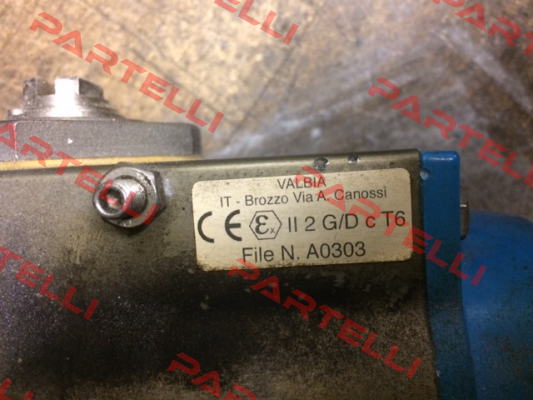 PARTELLI
PARTELLI
PARTELLI
PARTELLI
VALBIA
IT - Brozzo Via A. Canossi
CE Ex II 2 G/D c T6
File N. A0303
PARTELLI
PARTELLI
PARTELLI
PARTELLI